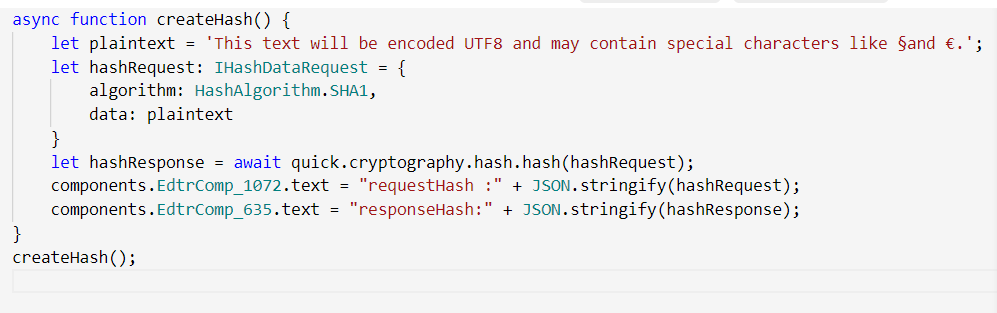 async function createHash() {
    let plaintext = 'This text will be encoded UTF8 and may contain special characters like §and €.';
    let hashRequest: IHashDataRequest = {
        algorithm: HashAlgorithm.SHA1,
        data: plaintext
    }
    let hashResponse = await quick.cryptography.hash.hash(hashRequest);
    components.EdtrComp_1072.text = "requestHash :" + JSON.stringify(hashRequest);
    components.EdtrComp_635.text = "responseHash:" + JSON.stringify(hashResponse);
}
createHash();